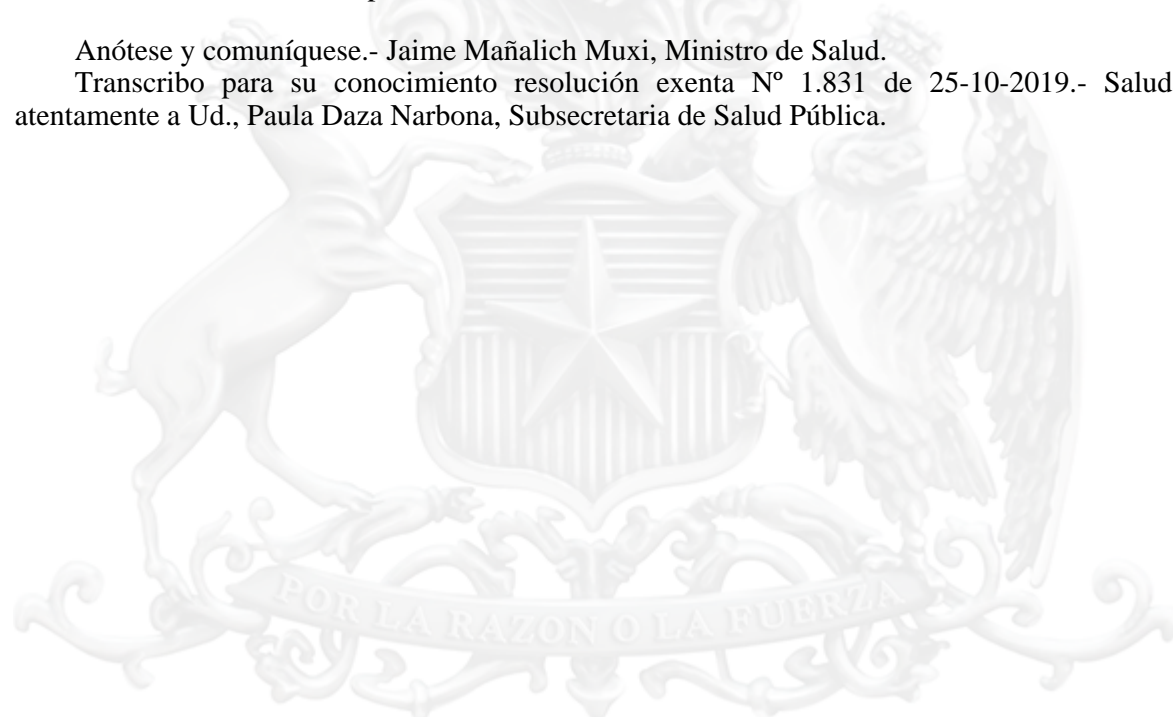 Anótese y comuníquese.- Jaime Mañalich Muxi, Ministro de Salud.
Transcribo para su conocimiento resolución exenta Nº 1.831 de 25-10-2019.- Salud
atentamente a Ud., Paula Daza Narbona, Subsecretaria de Salud Pública.
POR LA RAZON O LA FUERZA